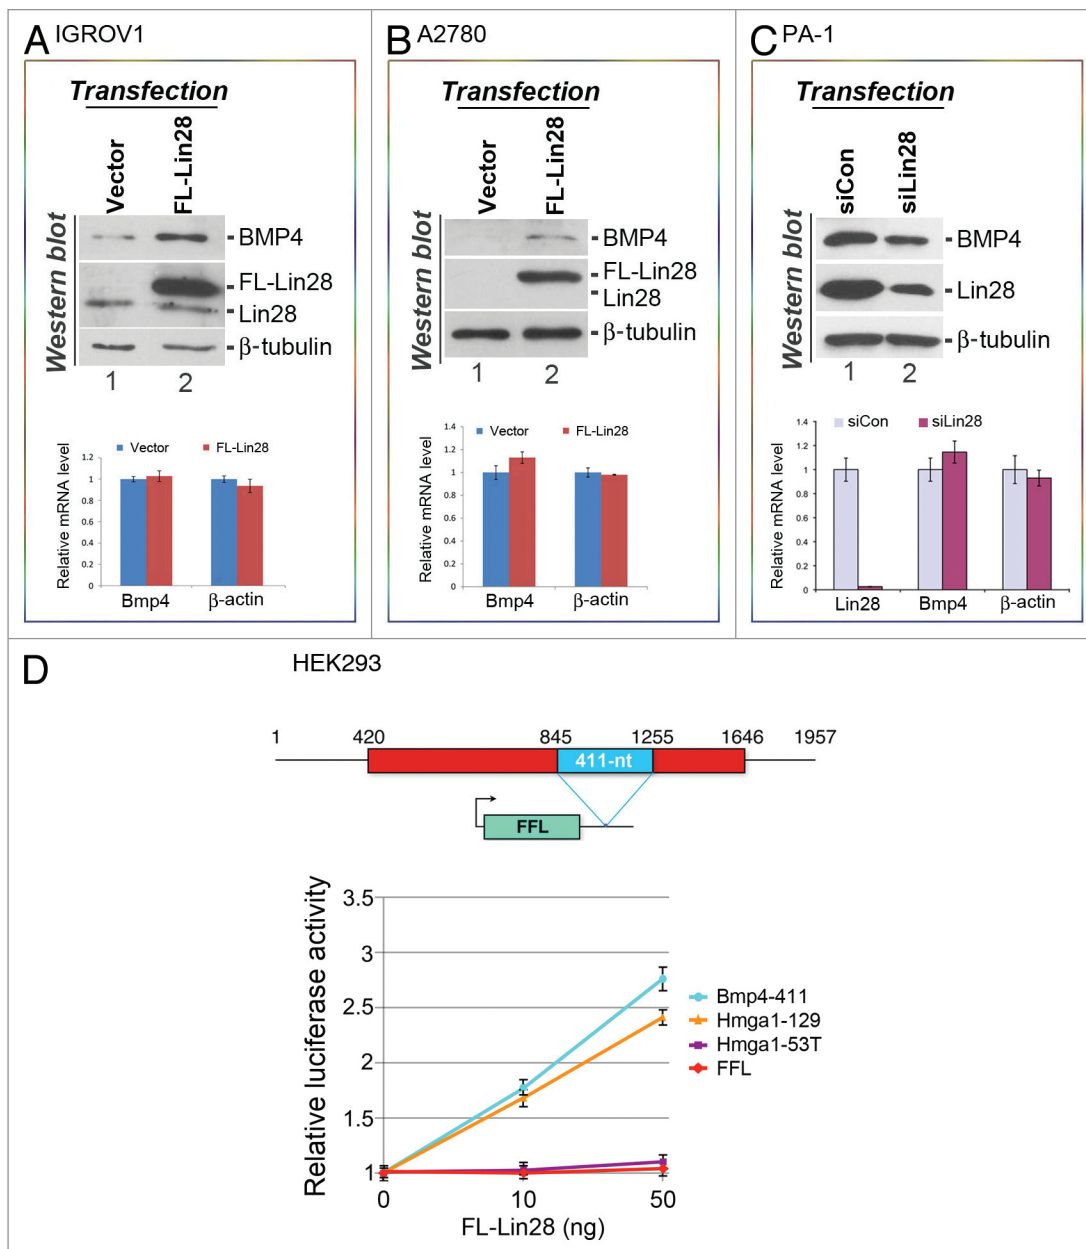 A IGROV1
Transfection
Vector
FL-Lin28
Western blot
BMP4
FL-Lin28
Lin28
β-tubulin
1 2
Vector FL-Lin28
Relative mRNA level
1.2
1
0.8
0.6
0.4
0.2
0
Bmp4 β-actin
B A2780
Transfection
Vector
FL-Lin28
Western blot
BMP4
FL-Lin28
Lin28
β-tubulin
1 2
Vector FL-Lin28
Relative mRNA level
1.4
1.2
1
0.8
0.6
0.4
0.2
0
Bmp4 β-actin
C PA-1
Transfection
siCon
siLin28
Western blot
BMP4
Lin28
β-tubulin
1 2
siCon siLin28
Relative mRNA level
1.4
1.2
1
0.8
0.6
0.4
0.2
0
Lin28 Bmp4 β-actin
D HEK293
1 420 845 1255 1646 1957
411-nt
FFL
Relative luciferase activity
3.5
3
2.5
2
1.5
1
0 10 50
FL-Lin28 (ng)
Bmp4-411
Hmga1-129
Hmga1-53T
FFL